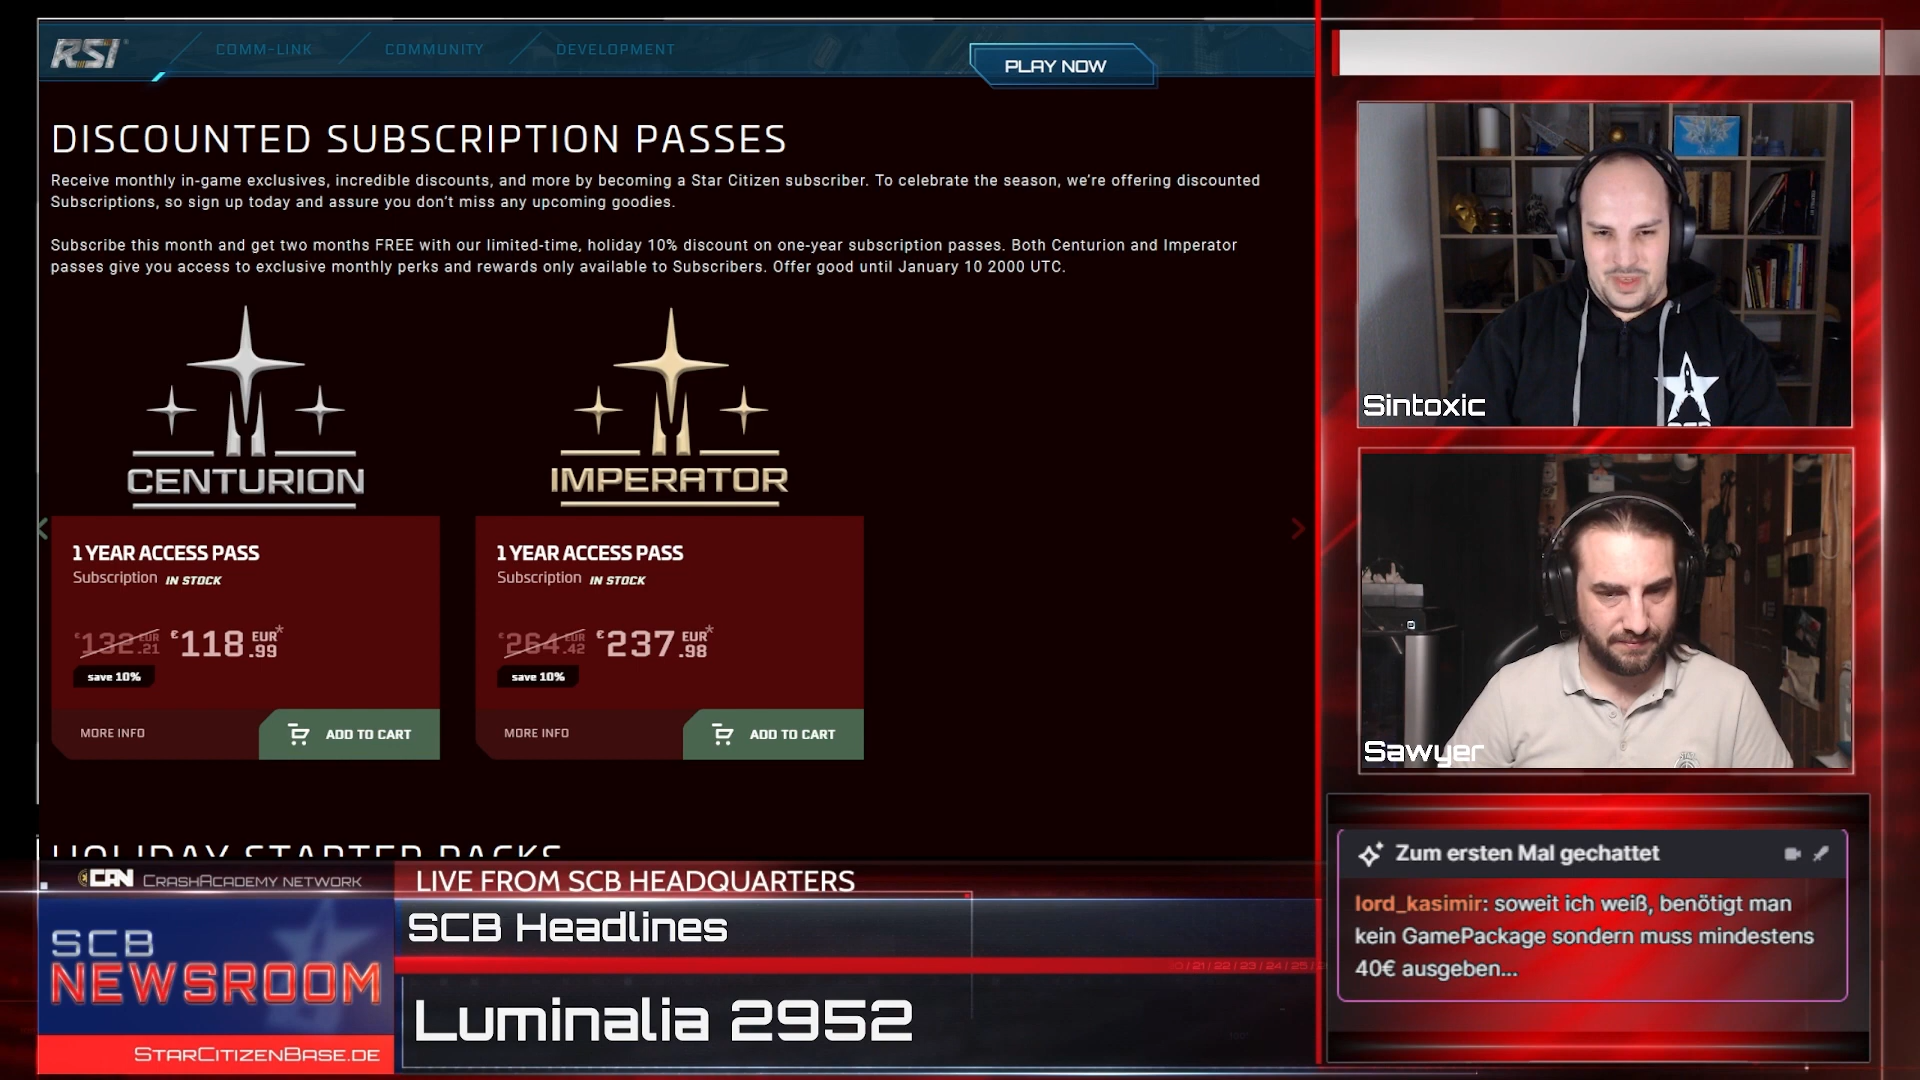 RSI
COMM-LINK
COMMUNITY
DEVELOPMENT
PLAY NOW
DISCOUNTED SUBSCRIPTION PASSES
Receive monthly in-game exclusives, incredible discounts, and more by becoming a Star Citizen subscriber. To celebrate the season, we're offering discounted
Subscriptions, so sign up today and assure you don't miss any upcoming goodies.
Subscribe this month and get two months FREE with our limited-time, holiday 10% discount on one-year subscription passes. Both Centurion and Imperator
passes give you access to exclusive monthly perks and rewards only available to Subscribers. Offer good until January 10 2000 UTC.
CENTURION
1 YEAR ACCESS PASS
Subscription IN STOCK
€132.21 EUR €118.99 EUR*
save 10%
MORE INFO
ADD TO CART
IMPERATOR
1 YEAR ACCESS PASS
Subscription IN STOCK
€264.42 EUR €237.98 EUR*
save 10%
MORE INFO
ADD TO CART
HOLIDAY STARTER PACKS
Sintoxic
Sawyer
Zum ersten Mal gechattet
lord_kasimir: soweit ich weiß, benötigt man
kein GamePackage sondern muss mindestens
40€ ausgeben...
CAN CRASHACADEMY NETWORK
LIVE FROM SCB HEADQUARTERS
SCB Headlines
SCB
NEWSROOM
STARCITIZENBASE.DE
Luminalia 2952